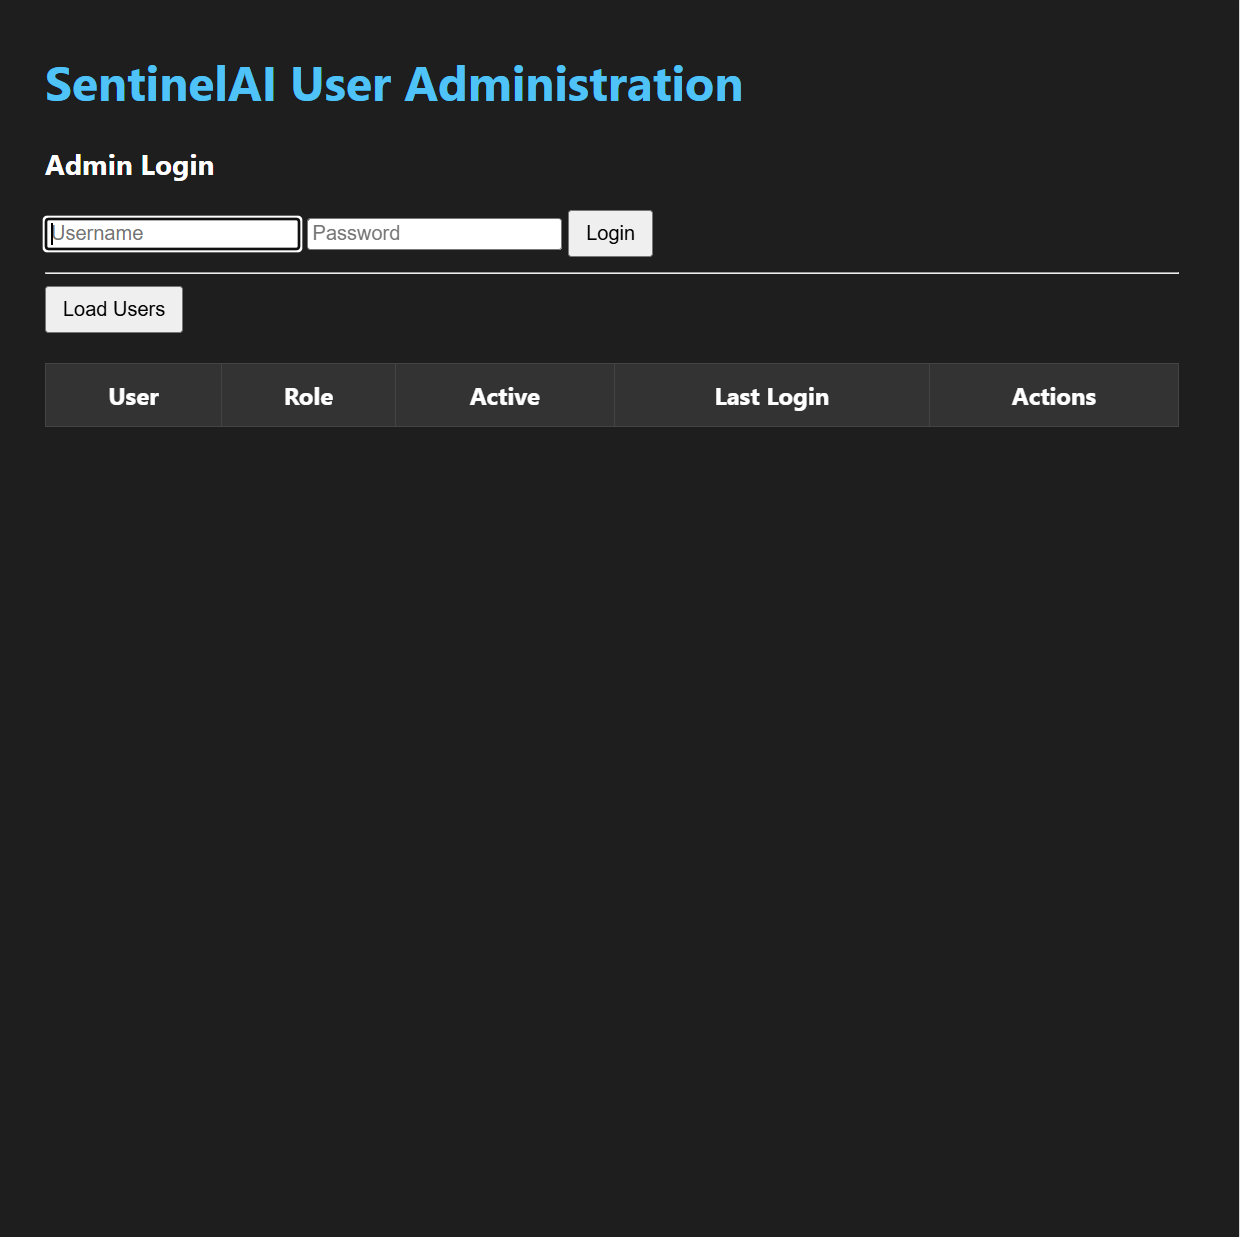 SentinelAI User Administration
Admin Login
Username Password Login
Load Users
User Role Active Last Login Actions